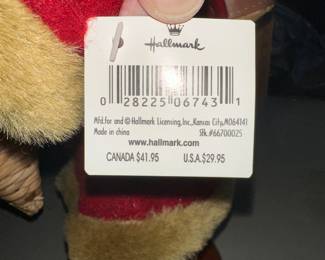 Hallmark
0 28225 06743 1
Mfd.for and © Hallmark Licensing,Inc.,Kansas City,MO64141
Made in china Stk.#66700025
www.hallmark.com
CANADA $41.95 U.S.A.$29.95